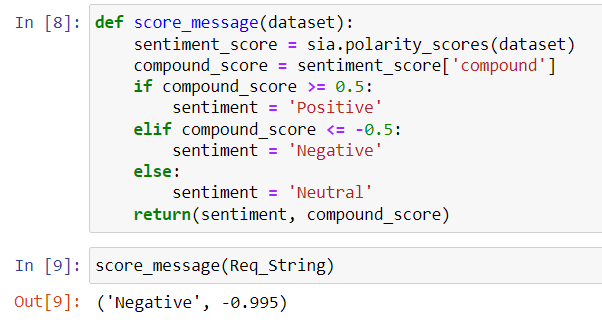 In [8]: def score_message(dataset):
    sentiment_score = sia.polarity_scores(dataset)
    compound_score = sentiment_score['compound']
    if compound_score >= 0.5:
        sentiment = 'Positive'
    elif compound_score <= -0.5:
        sentiment = 'Negative'
    else:
        sentiment = 'Neutral'
    return(sentiment, compound_score)
In [9]: score_message(Req_String)
Out[9]: ('Negative', -0.995)